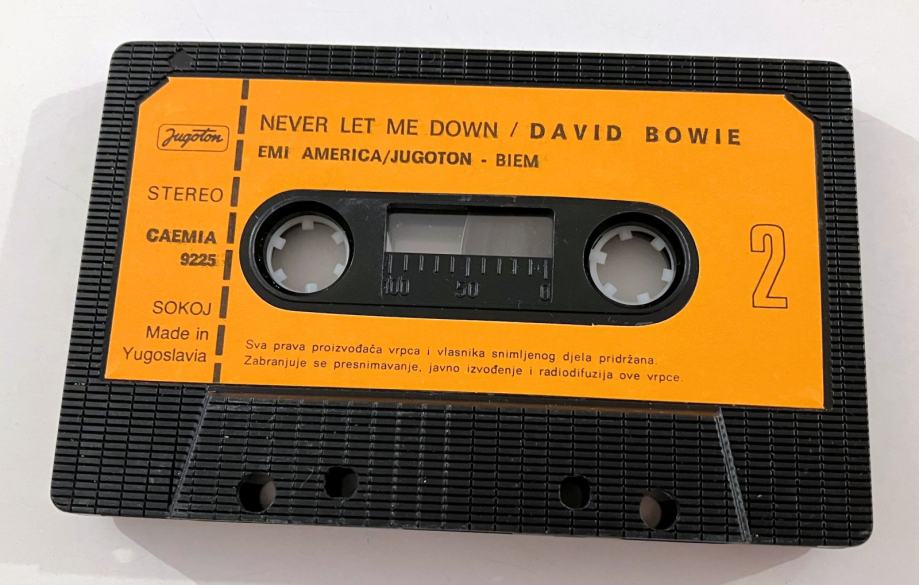 Jugoton
STEREO
CAEMIA
9225
SOKOJ
Made in
Yugoslavia
NEVER LET ME DOWN / DAVID BOWIE
EMI AMERICA/JUGOTON - BIEM
100 50 0
2
Sva prava proizvođača vrpca i vlasnika snimljenog djela pridržana.
Zabranjuje se presnimavanje, javno izvođenje i radiodifuzija ove vrpce.